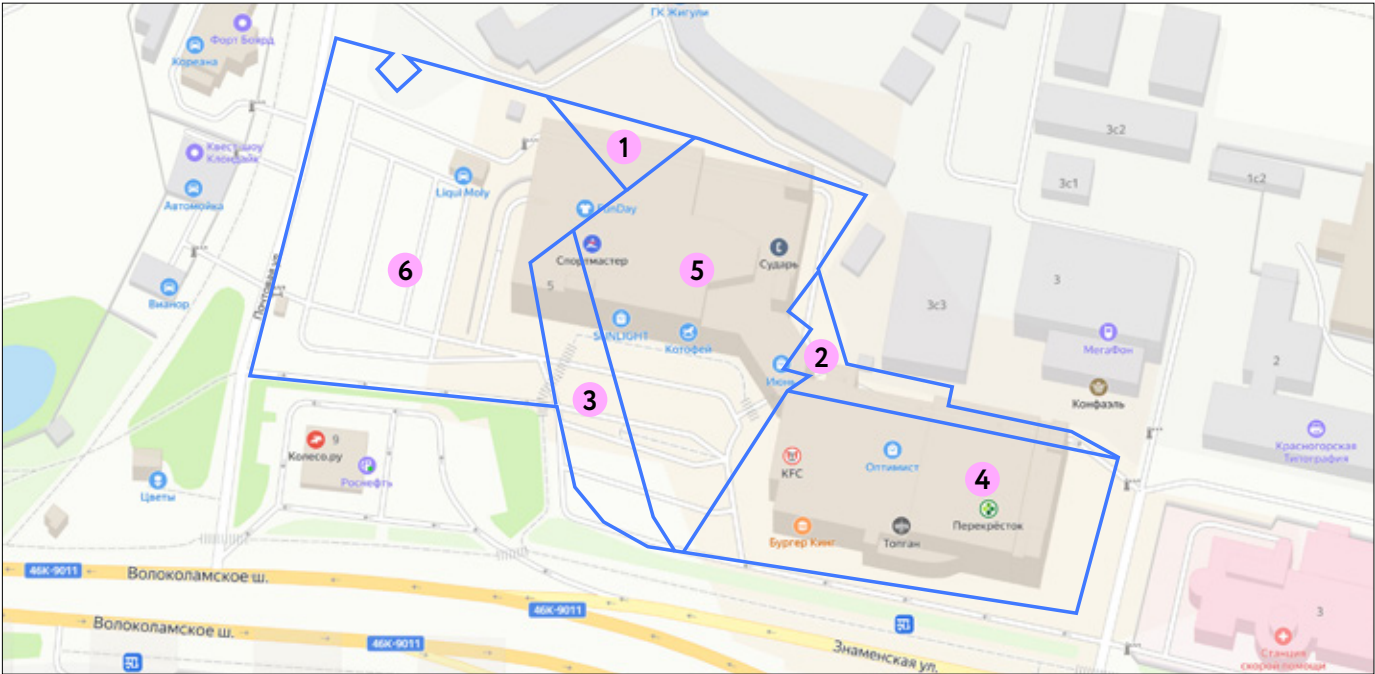 ГК Жигули
Форт Боярд
Кореана
3с2
Квест-шоу
Клондайк
1
1с2
3с1
Автомойка
Liqui Moly
FunDay
Спортмастер
Сударь
6
5
5
3
Вианор
Почтовая ул.
3с3
SUNLIGHT
Котофей
МегаФон
2
2
Июнь
3
Конфаэль
9
Колесо.ру
Роснефть
KFC
Оптимист
4
Красногорская
Типография
Цветы
Перекрёсток
Бургер Кинг
Топган
46К-9011
Волоколамское ш.
46К-9011
3
Волоколамское ш.
46К-9011
Знаменская ул.
Станция
скорой помощи